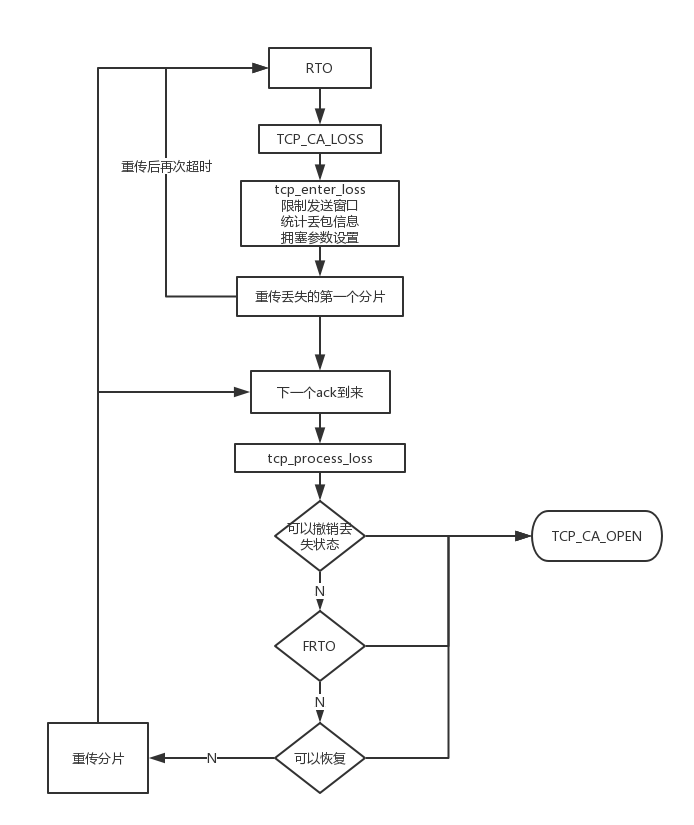 RTO
TCP_CA_LOSS
重传后再次超时
tcp_enter_loss
限制发送窗口
统计丢包信息
拥塞参数设置
重传丢失的第一个分片
下一个ack到来
tcp_process_loss
可以撤销丢
失状态
TCP_CA_OPEN
N
FRTO
N
重传分片
N
可以恢复